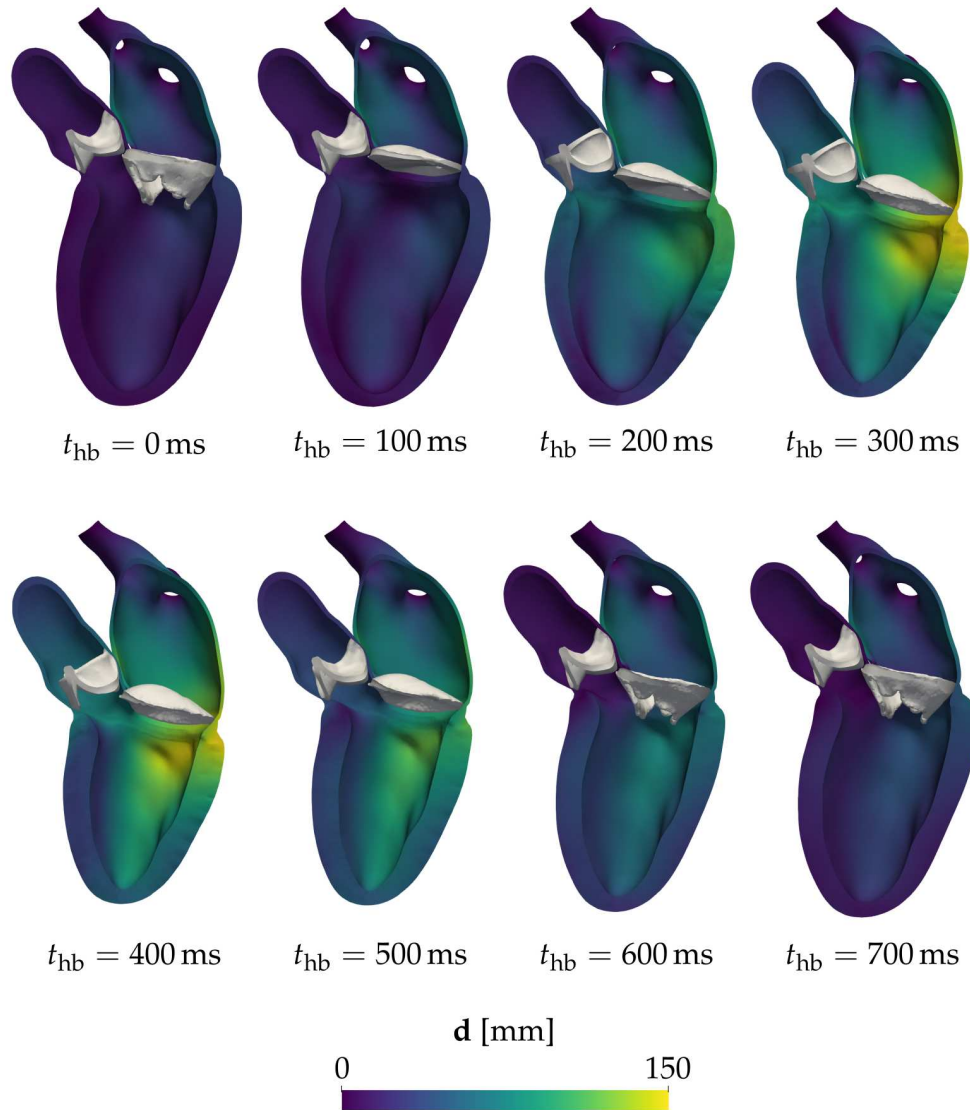 t_hb = 0 ms t_hb = 100 ms t_hb = 200 ms t_hb = 300 ms
t_hb = 400 ms t_hb = 500 ms t_hb = 600 ms t_hb = 700 ms
d [mm]
0 150